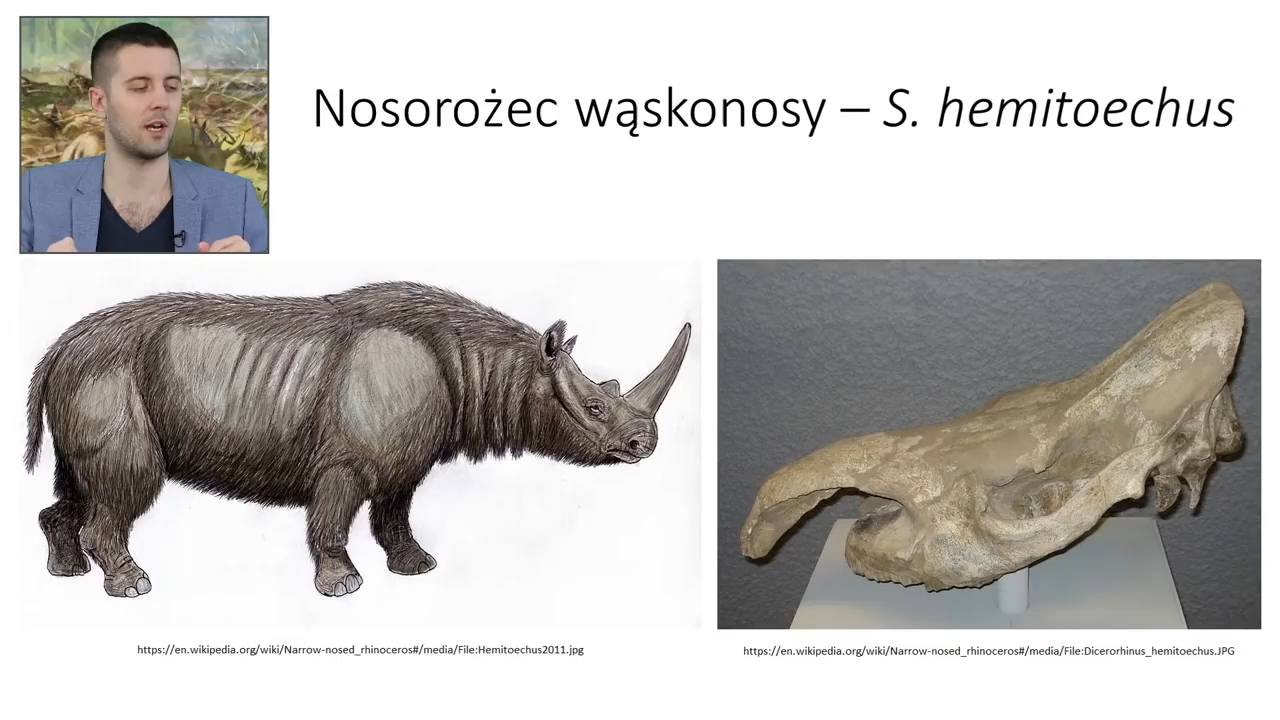 Nosorożec wąskonosy – S. hemitoechus
https://en.wikipedia.org/wiki/Narrow-nosed_rhinoceros#/media/File:Hemitoechus2011.jpg
https://en.wikipedia.org/wiki/Narrow-nosed_rhinoceros#/media/File:Dicerorhinus_hemitoechus.JPG